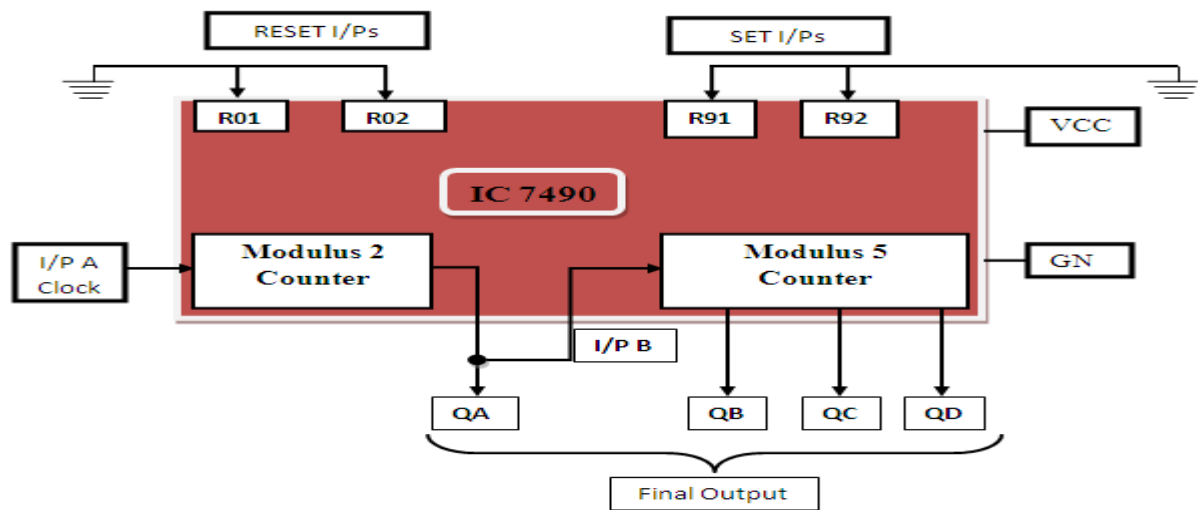 RESET I/Ps
SET I/Ps
R01
R02
R91
R92
VCC
IC 7490
I/P A
Clock
Modulus 2
Counter
Modulus 5
Counter
GN
I/P B
QA
QB
QC
QD
Final Output